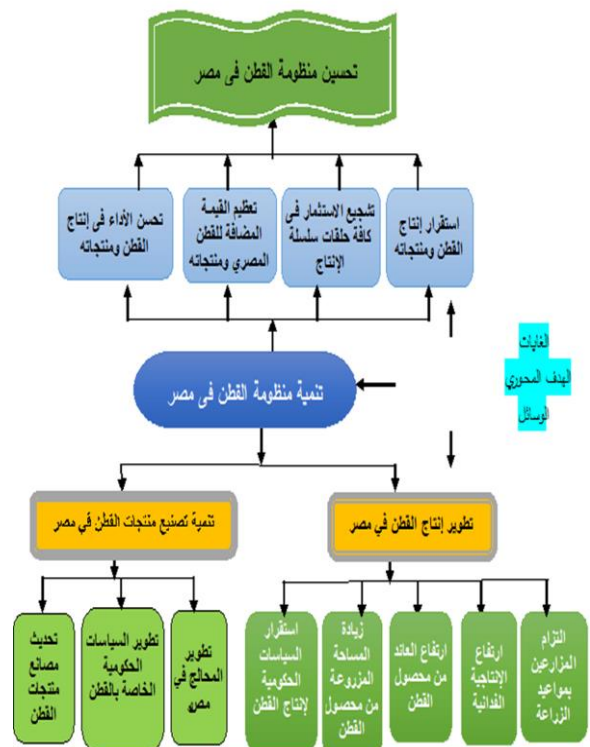 تحسين منظومة القطن فى مصر
استقرار إنتاج
القطن ومنتجاته
تشجيع الاستثمار فى
كافة حلقات سلسلة
الإنتاج
تعظيم القيمة
المضافة للقطن
المصري ومنتجاته
تحسن الأداء فى إنتاج
القطن ومنتجاته
الغايات
الهدف المحوري
الوسائل
تنمية منظومة القطن فى مصر
تطوير إنتاج القطن في مصر
تنمية تصنيع منتجات القطن في مصر
التزام
المزارعين
بمواعيد
الزراعة
ارتفاع
الإنتاجية
الفدانية
ارتفاع العائد
من محصول
القطن
زيادة
المساحة
المزروعة
من محصول
القطن
استقرار
السياسات
الحكومية
لإنتاج القطن
تطوير
المحالج في
مصر
تطوير السياسات
الحكومية
الخاصة بالقطن
تحديث
مصانع
منتجات
القطن